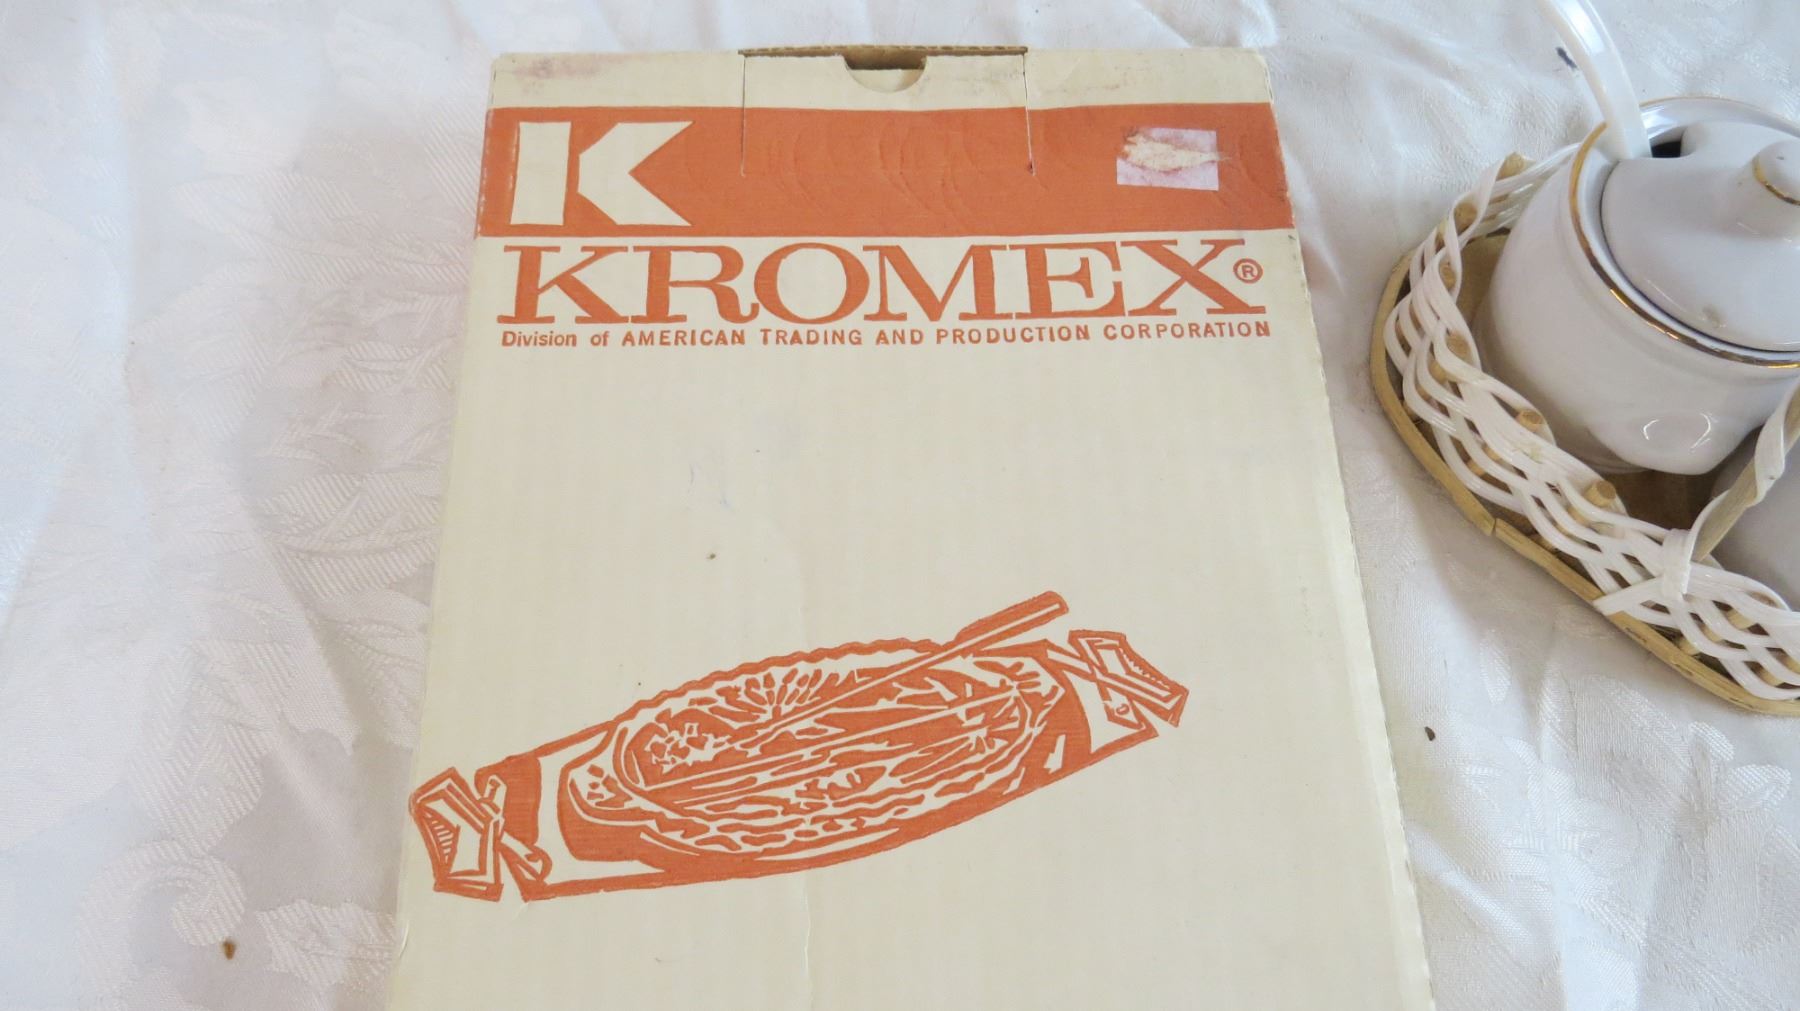 K
KROMEX®
Division of AMERICAN TRADING AND PRODUCTION CORPORATION